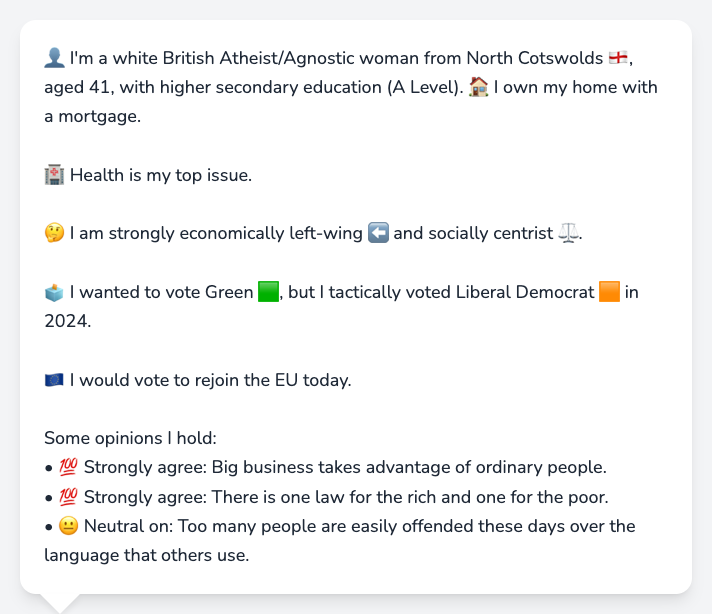 👤 I'm a white British Atheist/Agnostic woman from North Cotswolds 🏴󠁧󠁢󠁥󠁮󠁧󠁿,
aged 41, with higher secondary education (A Level). 🏠 I own my home with
a mortgage.
🏥 Health is my top issue.
🤔 I am strongly economically left-wing ⬅️ and socially centrist ⚖️.
🗳️ I wanted to vote Green 🟩, but I tactically voted Liberal Democrat 🟧 in
2024.
🇪🇺 I would vote to rejoin the EU today.
Some opinions I hold:
• 💯 Strongly agree: Big business takes advantage of ordinary people.
• 💯 Strongly agree: There is one law for the rich and one for the poor.
• 😐 Neutral on: Too many people are easily offended these days over the
language that others use.